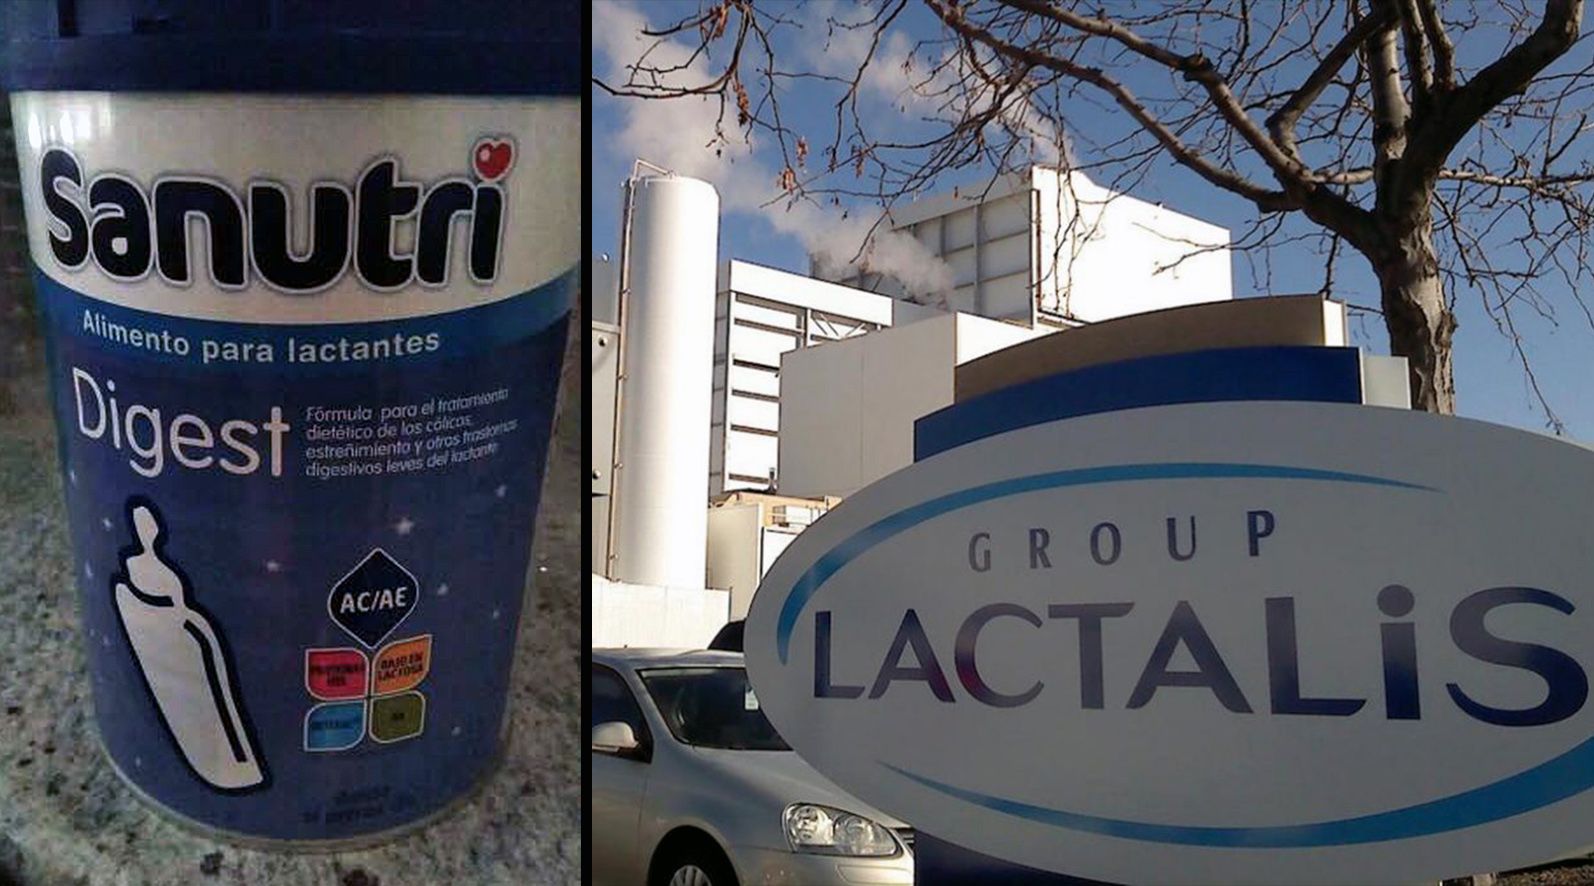 Sanutri
Alimento para lactantes
Digest
Fórmula para el tratamiento
dietético de los cólicos,
estreñimiento y otros trastornos
digestivos leves del lactante
AC/AE
BAJO EN
LACTOSA
GROUP
LACTALiS